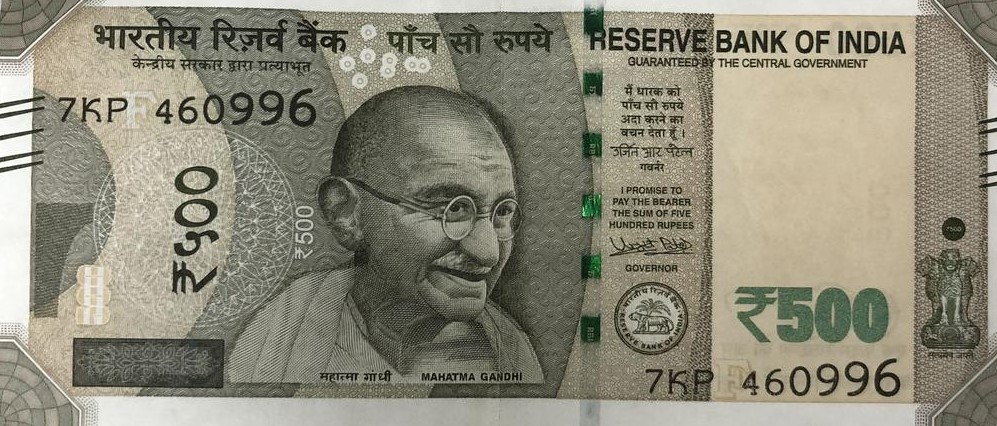 भारतीय रिज़र्व बैंक
केन्द्रीय सरकार द्वारा प्रत्याभूत
पाँच सौ रुपये
RESERVE BANK OF INDIA
GUARANTEED BY THE CENTRAL GOVERNMENT
7KP 460996
₹५००
₹500
मैं धारक को
पाँच सौ रुपये
अदा करने का
वचन देता हूँ ।
उर्जित आर पटेल
गवर्नर
I PROMISE TO
PAY THE BEARER
THE SUM OF FIVE
HUNDRED RUPEES
GOVERNOR
भारतीय रिज़र्व बैंक
RESERVE BANK OF INDIA
₹500
₹500
सत्यमेव जयते
महात्मा गांधी
MAHATMA GANDHI
7KP 460996